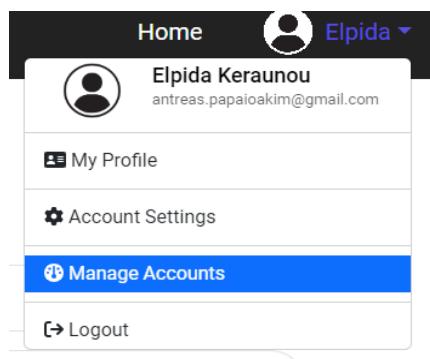 Home
Elpida
Elpida Keraunou
antreas.papaioakim@gmail.com
My Profile
Account Settings
Manage Accounts
Logout